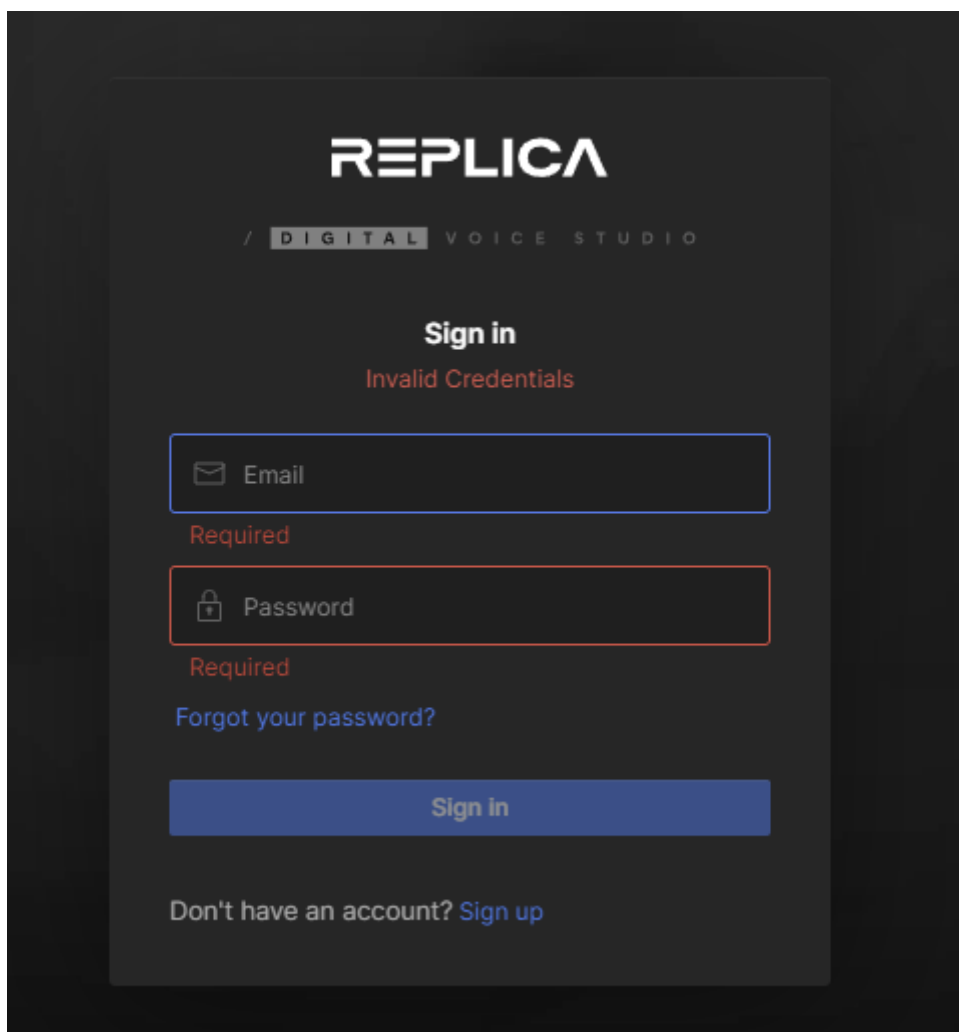 REPLICA
/ DIGITAL VOICE STUDIO
Sign in
Invalid Credentials
Email
Required
Password
Required
Forgot your password?
Sign in
Don't have an account? Sign up